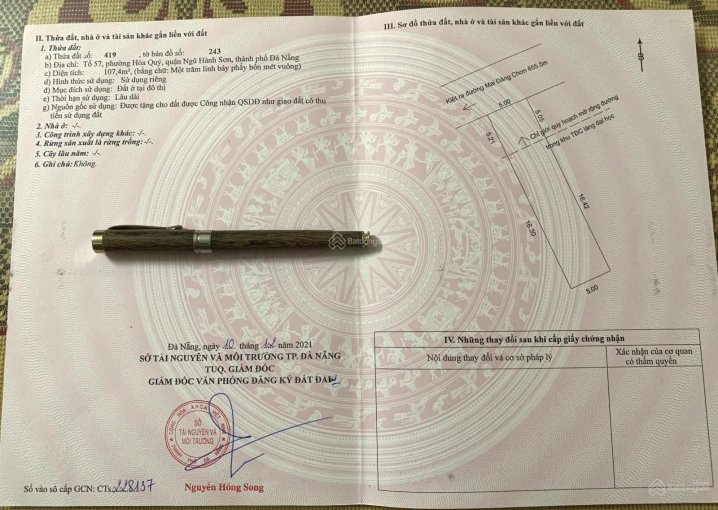 II. Thửa đất, nhà ở và tài sản khác gắn liền với đất
1. Thửa đất:
a) Thửa đất số: 419 , tờ bản đồ số: 243
b) Địa chỉ: Tổ 57, phường Hòa Quý, quận Ngũ Hành Sơn, thành phố Đà Nẵng
c) Diện tích: 107,4m², (bằng chữ: Một trăm linh bảy phẩy bốn mét vuông)
d) Hình thức sử dụng: Sử dụng riêng
đ) Mục đích sử dụng: Đất ở tại đô thị
e) Thời hạn sử dụng: Lâu dài
g) Nguồn gốc sử dụng: Được tặng cho đất được Công nhận QSDĐ như giao đất có thu
tiền sử dụng đất
2. Nhà ở: -/-
3. Công trình xây dựng khác: -/-
4. Rừng sản xuất là rừng trồng: -/-
5. Cây lâu năm: -/-
6. Ghi chú: Không.
Đà Nẵng, ngày 10 tháng 12 năm 2021
SỞ TÀI NGUYÊN VÀ MÔI TRƯỜNG TP. ĐÀ NẴNG
TUQ. GIÁM ĐỐC
GIÁM ĐỐC VĂN PHÒNG ĐĂNG KÝ ĐẤT ĐAI
SỞ
TÀI NGUYÊN VÀ
MÔI TRƯỜNG
Nguyễn Hồng Song
Số vào sổ cấp GCN: CTs 228137
III. Sơ đồ thửa đất, nhà ở và tài sản khác gắn liền với đất
Kiệt ra đường Mai Đăng Chơn 655.5m
5.00
5.05
5.21
Chỉ giới quy hoạch mở rộng đường
trong khu TĐC làng đại học
16.42
16.30
5.00
IV. Những thay đổi sau khi cấp giấy chứng nhận
Nội dung thay đổi và cơ sở pháp lý
Xác nhận của cơ quan
có thẩm quyền
Batdongsan